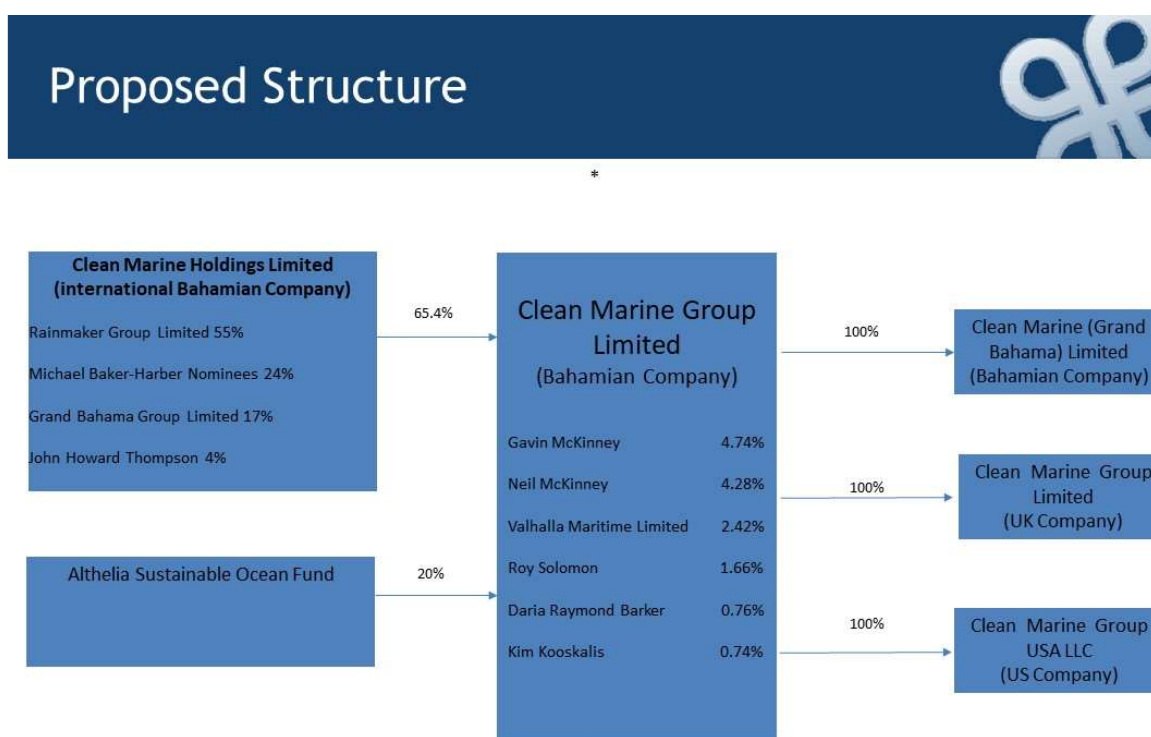 Proposed Structure
*
Clean Marine Holdings Limited
(international Bahamian Company)
Rainmaker Group Limited 55%
Michael Baker-Harber Nominees 24%
Grand Bahama Group Limited 17%
John Howard Thompson 4%
65.4%
Althelia Sustainable Ocean Fund
20%
Clean Marine Group
Limited
(Bahamian Company)
Gavin McKinney 4.74%
Neil McKinney 4.28%
Valhalla Maritime Limited 2.42%
Roy Solomon 1.66%
Daria Raymond Barker 0.76%
Kim Kooskalis 0.74%
100%
Clean Marine (Grand
Bahama) Limited
(Bahamian Company)
100%
Clean Marine Group
Limited
(UK Company)
100%
Clean Marine Group
USA LLC
(US Company)